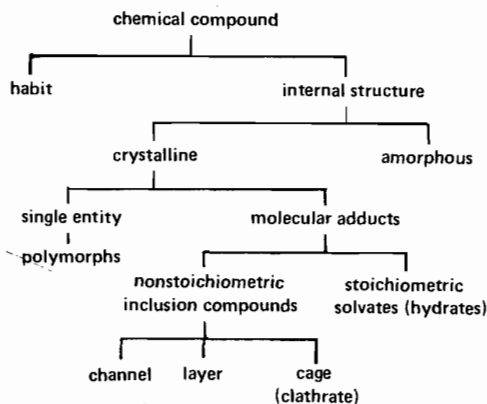 chemical compound
habit internal structure
crystalline amorphous
single entity molecular adducts
polymorphs
nonstoichiometric stoichiometric
inclusion compounds solvates (hydrates)
channel layer cage
(clathrate)